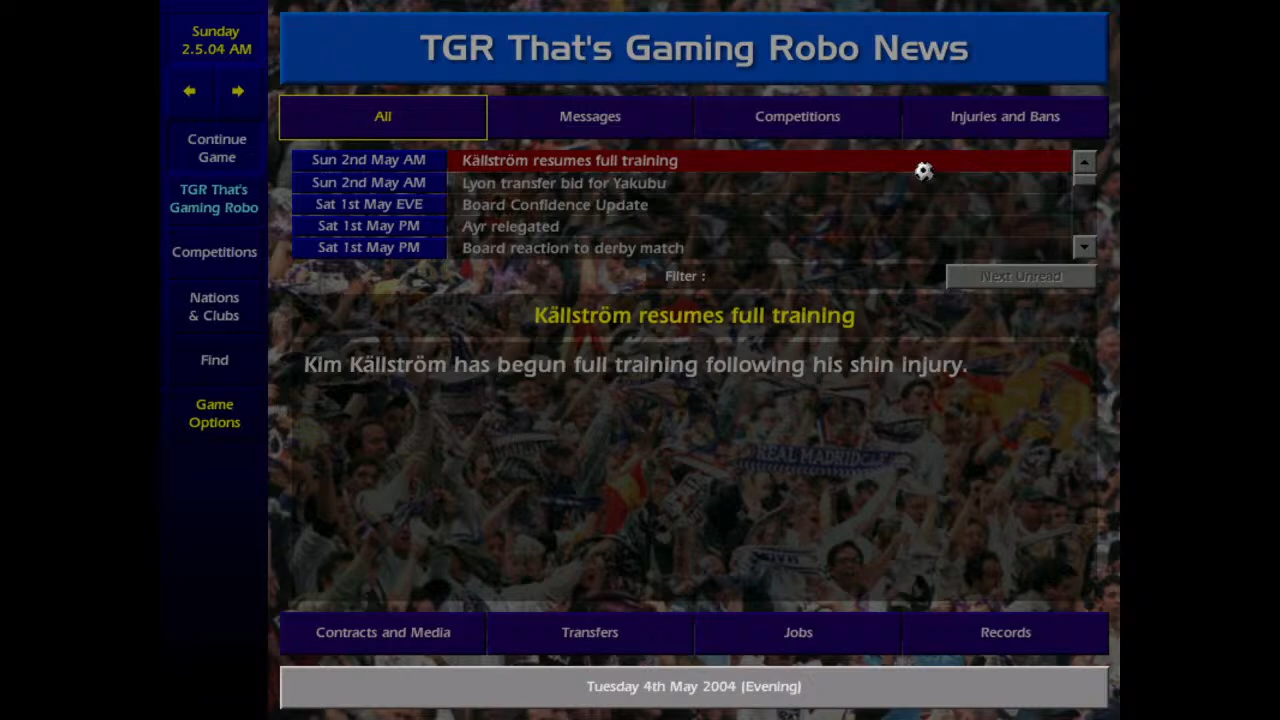 Sunday
2.5.04 AM
TGR That's Gaming Robo News
All
Messages
Competitions
Injuries and Bans
Continue
Game
TGR That's
Gaming Robo
Competitions
Nations
& Clubs
Find
Game
Options
Sun 2nd May AM Källström resumes full training
Sun 2nd May AM Lyon transfer bid for Yakubu
Sat 1st May EVE Board Confidence Update
Sat 1st May PM Ayr relegated
Sat 1st May PM Board reaction to derby match
Filter :
Next Unread
Källström resumes full training
Kim Källström has begun full training following his shin injury.
REAL MADRID
Contracts and Media
Transfers
Jobs
Records
Tuesday 4th May 2004 (Evening)